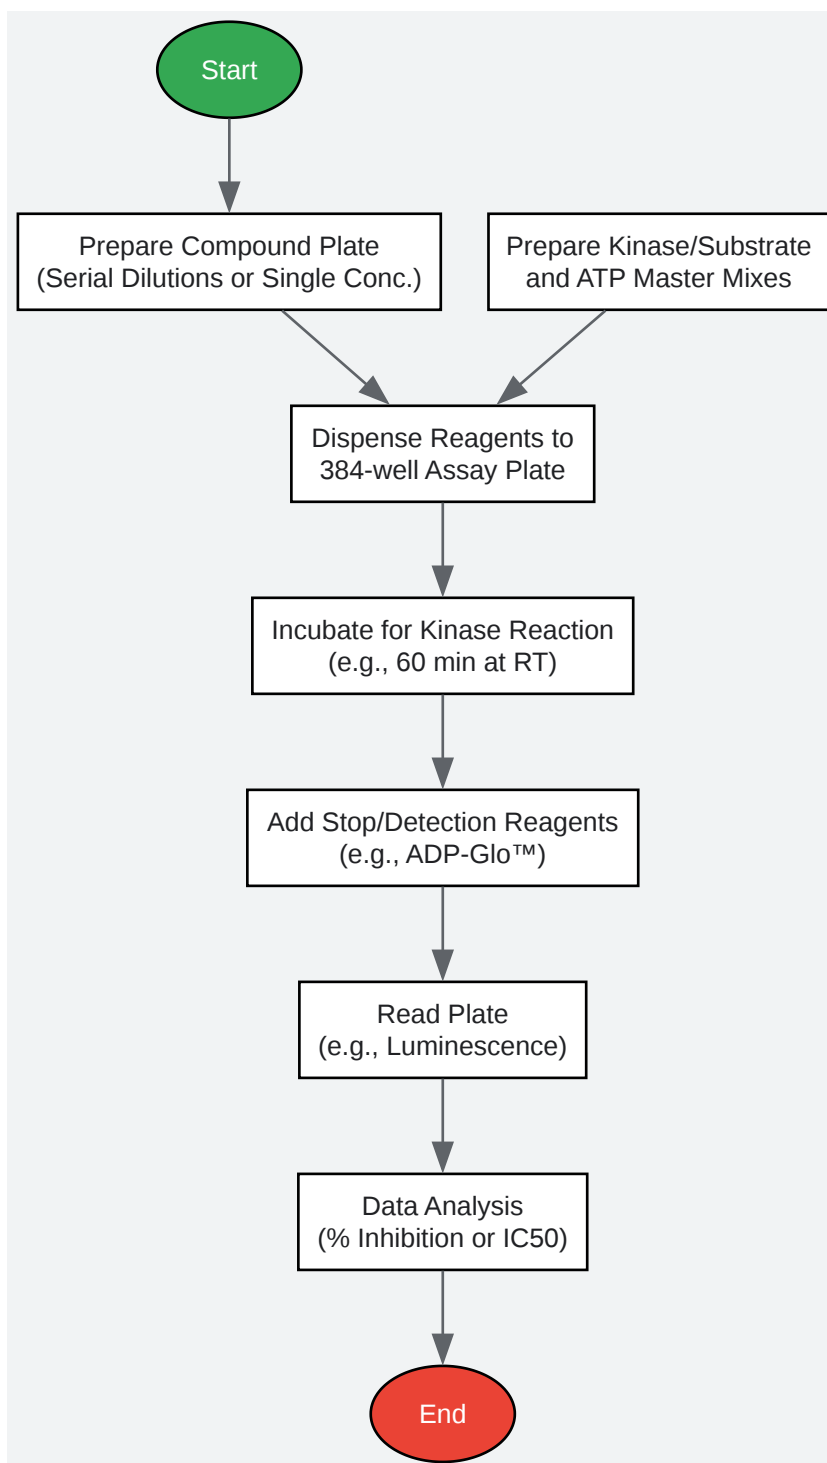 Start
Prepare Compound Plate
(Serial Dilutions or Single Conc.)
Prepare Kinase/Substrate
and ATP Master Mixes
Dispense Reagents to
384-well Assay Plate
Incubate for Kinase Reaction
(e.g., 60 min at RT)
Add Stop/Detection Reagents
(e.g., ADP-Glo™)
Read Plate
(e.g., Luminescence)
Data Analysis
(% Inhibition or IC50)
End